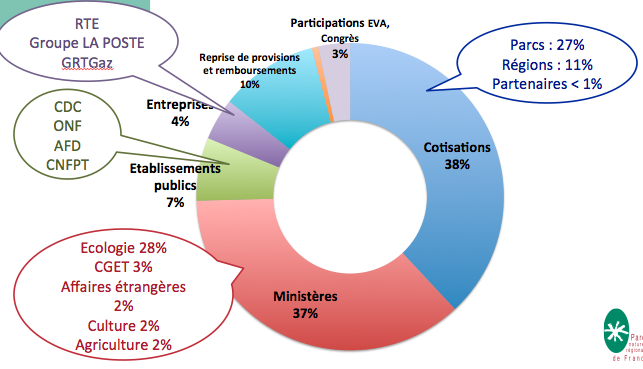 RTE
Groupe LA POSTE
GRTGaz
CDC
ONF
AFD
CNFPT
Participations EVA,
Congrès
3%
Reprise de provisions
et remboursements
10%
Entreprises
4%
Etablissements
publics
7%
Parcs : 27%
Régions : 11%
Partenaires < 1%
Cotisations
38%
Ecologie 28%
CGET 3%
Affaires étrangères
2%
Culture 2%
Agriculture 2%
Ministères
37%
de Franc